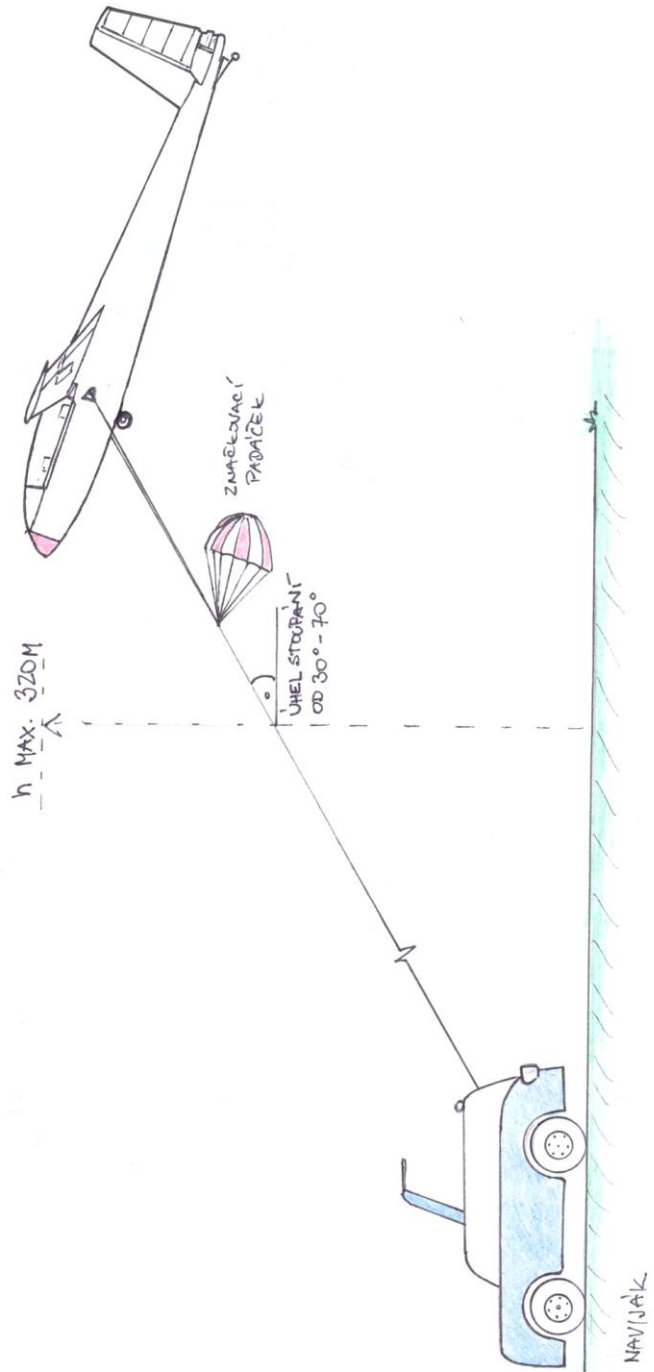 h MAX. 320M
ZNAČKOVACÍ
PADÁČEK
ÚHEL STOUPÁNÍ
OD 30° - 70°
NAVIJÁK